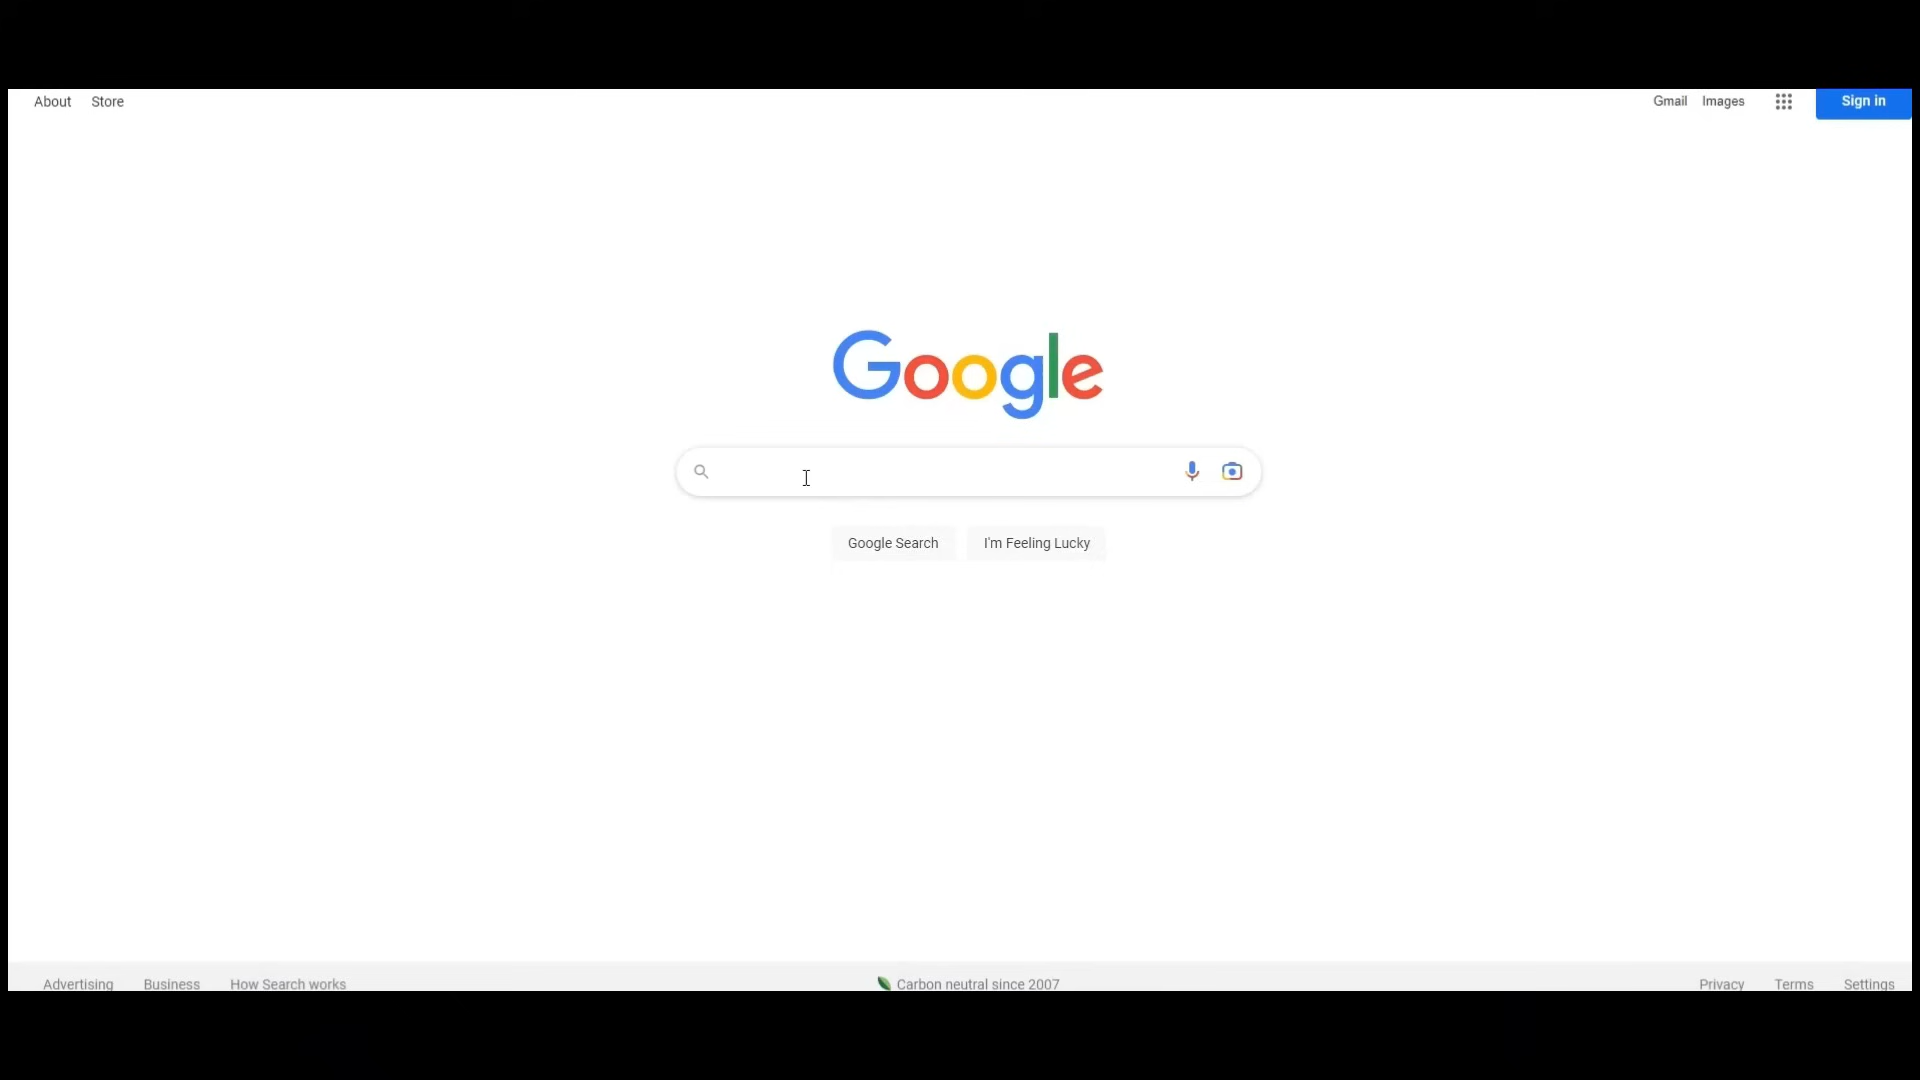 About Store
Gmail Images Sign in
Google
Google Search I'm Feeling Lucky
Advertising Business How Search works
Carbon neutral since 2007
Privacy Terms Settings